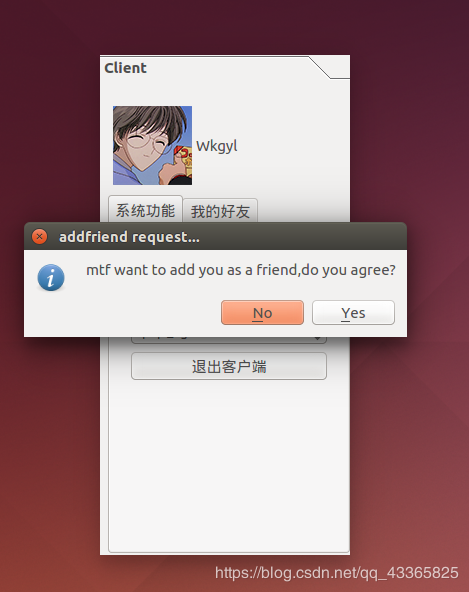 Client
Wkgyl
系统功能
我的好友
addfriend request...
mtf want to add you as a friend,do you agree?
No
Yes
退出客户端
https://blog.csdn.net/qq_43365825